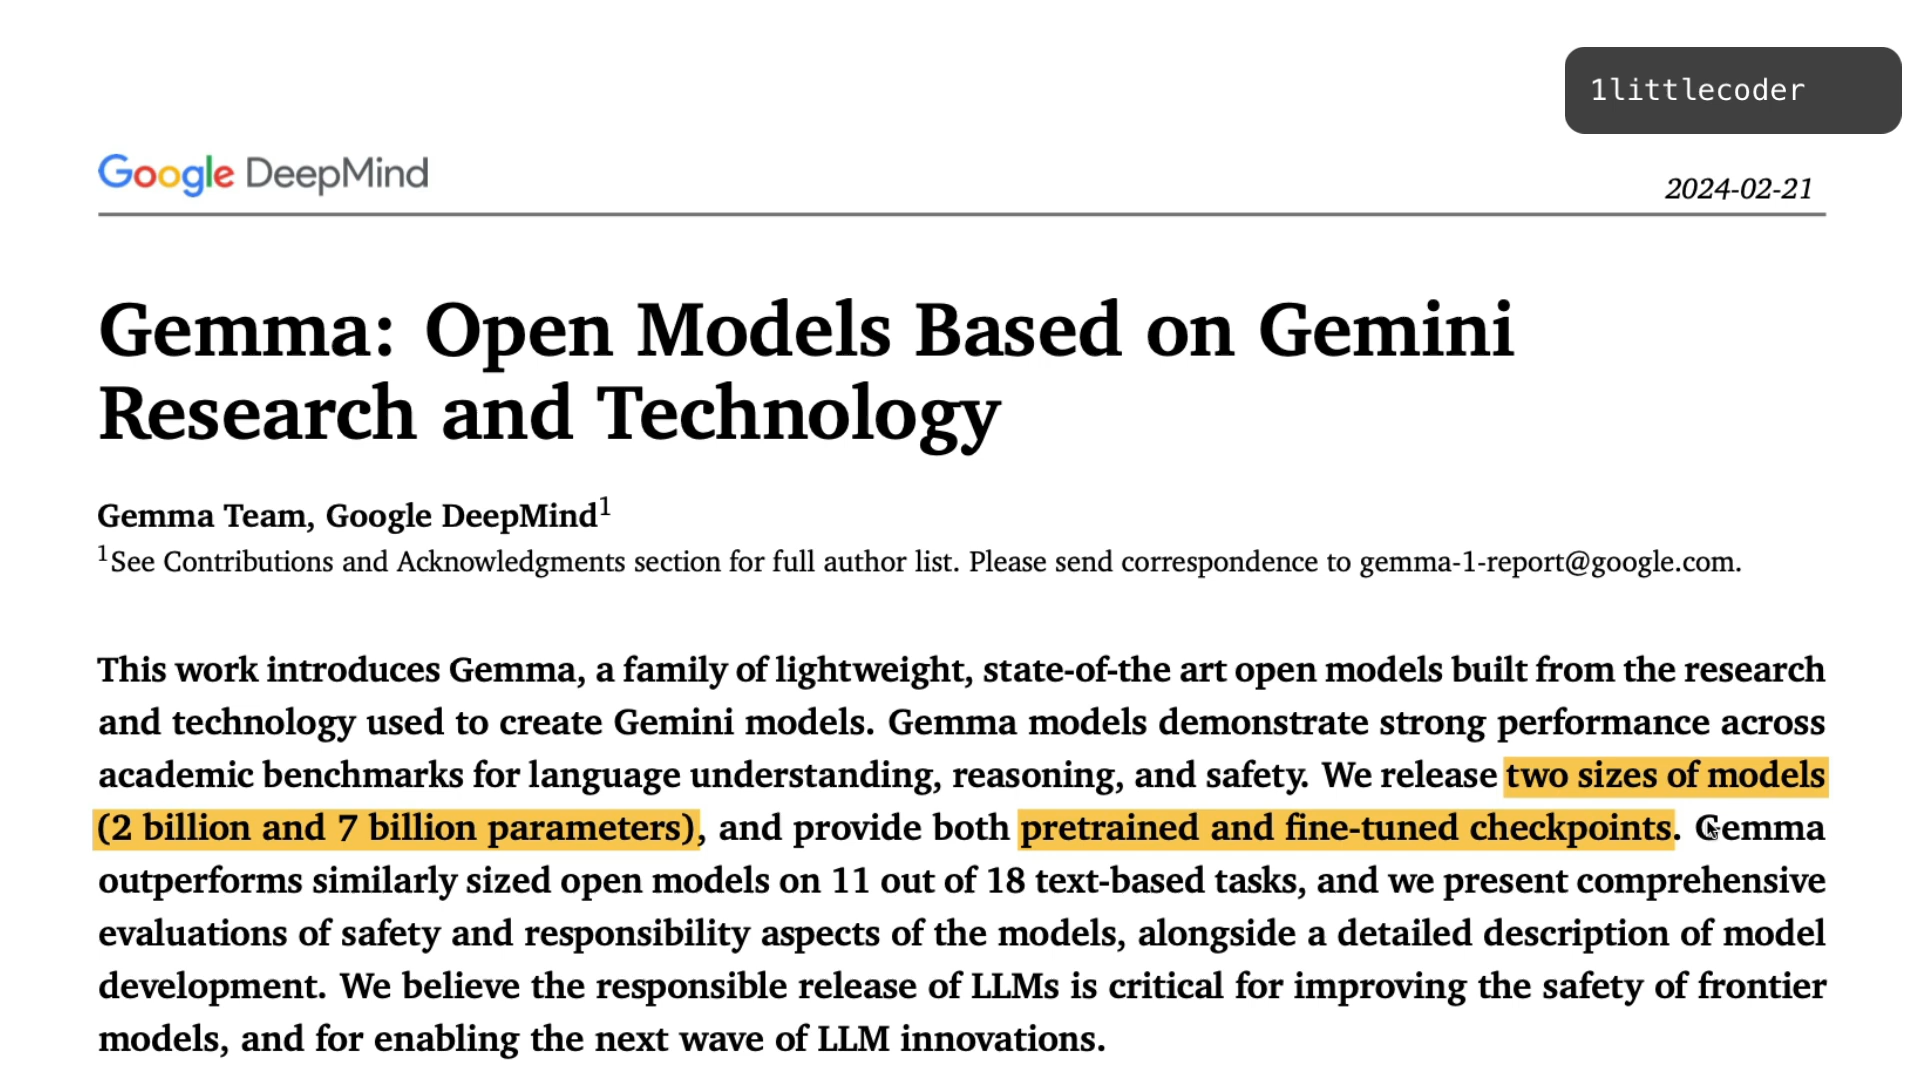 1littlecoder
Google DeepMind
2024-02-21
Gemma: Open Models Based on Gemini
Research and Technology
Gemma Team, Google DeepMind1
1See Contributions and Acknowledgments section for full author list. Please send correspondence to gemma-1-report@google.com.
This work introduces Gemma, a family of lightweight, state-of-the art open models built from the research
and technology used to create Gemini models. Gemma models demonstrate strong performance across
academic benchmarks for language understanding, reasoning, and safety. We release two sizes of models
(2 billion and 7 billion parameters), and provide both pretrained and fine-tuned checkpoints. Gemma
outperforms similarly sized open models on 11 out of 18 text-based tasks, and we present comprehensive
evaluations of safety and responsibility aspects of the models, alongside a detailed description of model
development. We believe the responsible release of LLMs is critical for improving the safety of frontier
models, and for enabling the next wave of LLM innovations.